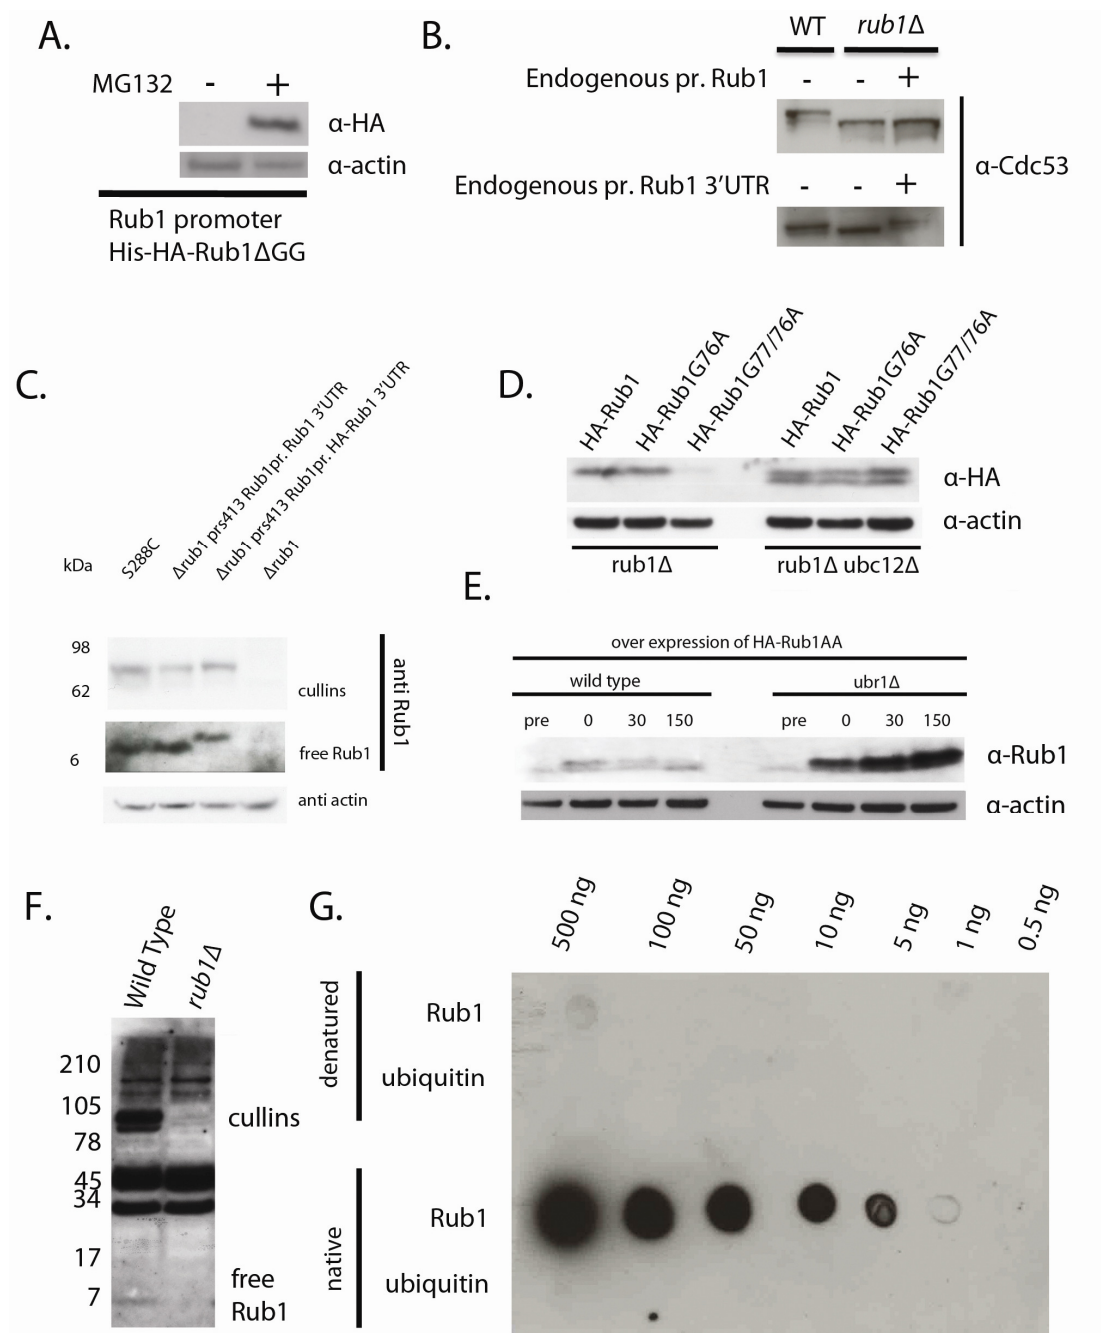 A.
MG132 - +
α-HA
α-actin
Rub1 promoter
His-HA-Rub1ΔGG
B.
WT rub1Δ
Endogenous pr. Rub1 - - +
Endogenous pr. Rub1 3’UTR - - +
α-Cdc53
C.
kDa
S288C
Δrub1 prs413 Rub1pr. Rub1 3’UTR
Δrub1 prs413 Rub1pr. HA-Rub1 3’UTR
Δrub1
98
62
cullins
6
free Rub1
anti Rub1
anti actin
D.
HA-Rub1
HA-Rub1G76A
HA-Rub1G77/76A
HA-Rub1
HA-Rub1G76A
HA-Rub1G77/76A
α-HA
α-actin
rub1Δ rub1Δ ubc12Δ
E.
over expression of HA-Rub1AA
wild type ubr1Δ
pre 0 30 150 pre 0 30 150
α-Rub1
α-actin
F.
Wild Type
rub1Δ
210
105
78
45
34
17
7
cullins
free
Rub1
G.
500 ng
100 ng
50 ng
10 ng
5 ng
1 ng
0.5 ng
denatured
Rub1
ubiquitin
native
Rub1
ubiquitin